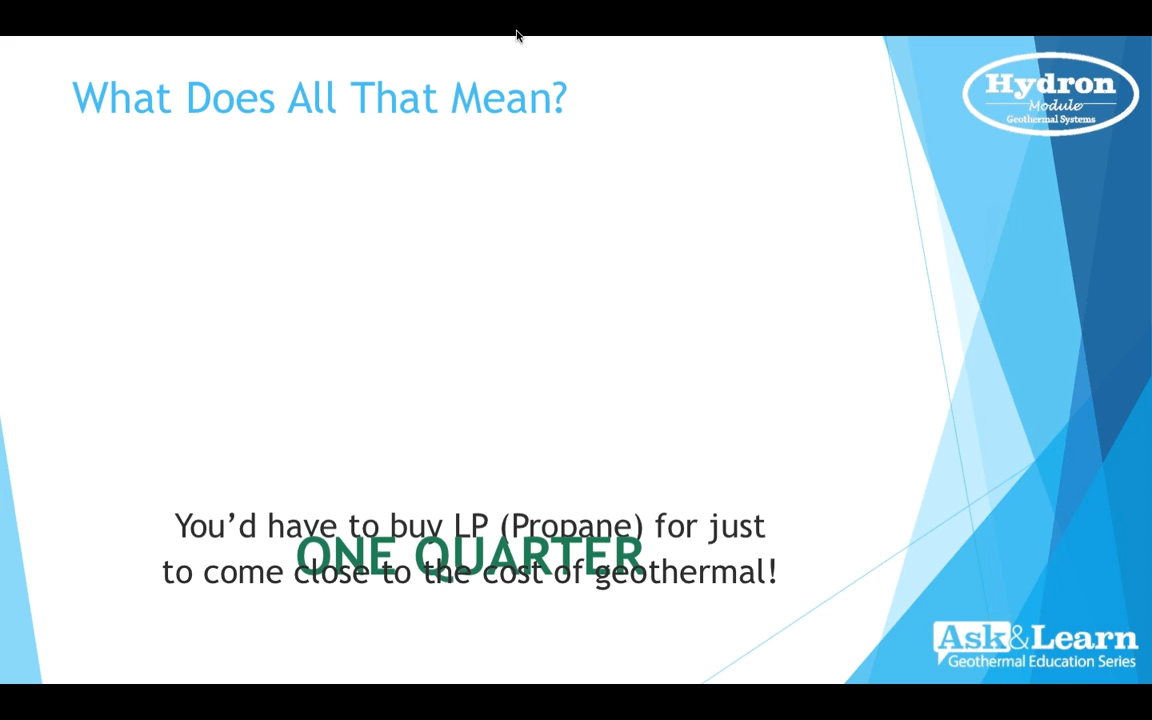 What Does All That Mean?
Hydron
Module
Geothermal Systems
You’d have to buy LP (Propane) for just
ONE QUARTER
to come close to the cost of geothermal!
Ask&Learn
Geothermal Education Series